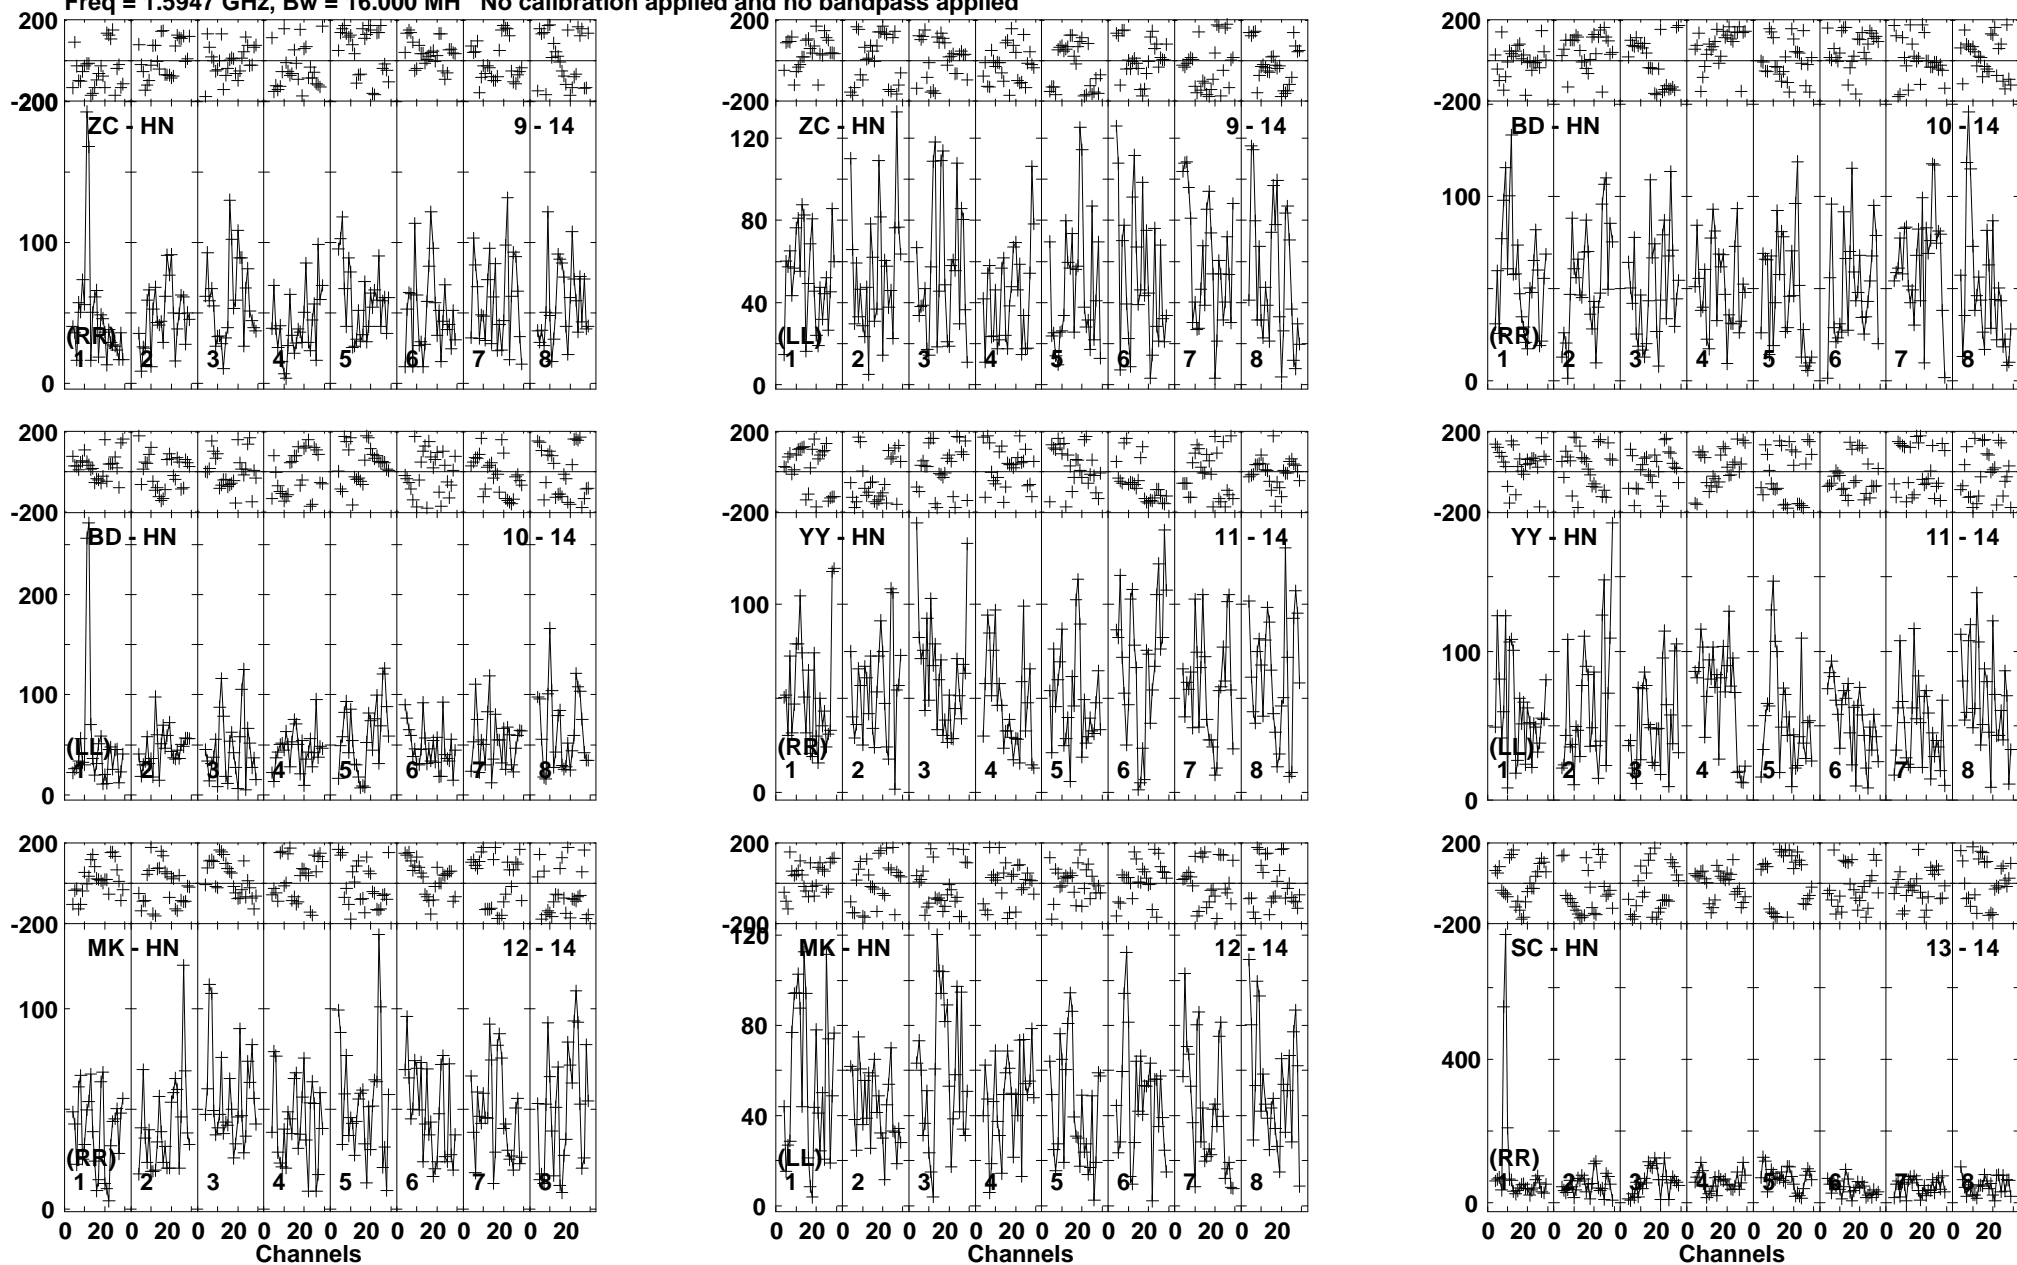 Freq = 1.5947 GHz, Bw = 16.000 MH No calibration applied and no bandpass applied
200
-200
ZC - HN 9 - 14
100
0
(RR)
1 2 3 4 5 6 7 8
200
-200
ZC - HN 9 - 14
120
80
40
0
(LL)
1 2 3 4 5 6 7 8
200
-200
BD - HN 10 - 14
100
0
(RR)
1 2 3 4 5 6 7 8
200
-200
BD - HN 10 - 14
200
100
0
(LL)
1 2 3 4 5 6 7 8
200
-200
YY - HN 11 - 14
100
0
(RR)
1 2 3 4 5 6 7 8
200
-200
YY - HN 11 - 14
100
0
(LL)
1 2 3 4 5 6 7 8
200
-200
MK - HN 12 - 14
100
0
(RR)
1 2 3 4 5 6 7 8
0 20 0 20 0 20 0 20 0 20 0 20 0 20 0 20
Channels
200
-200
120
MK - HN 12 - 14
80
40
0
(LL)
1 2 3 4 5 6 7 8
0 20 0 20 0 20 0 20 0 20 0 20 0 20 0 20
Channels
200
-200
SC - HN 13 - 14
400
0
(RR)
1 2 3 4 5 6 7 8
0 20 0 20 0 20 0 20 0 20 0 20 0 20 0 20
Channels